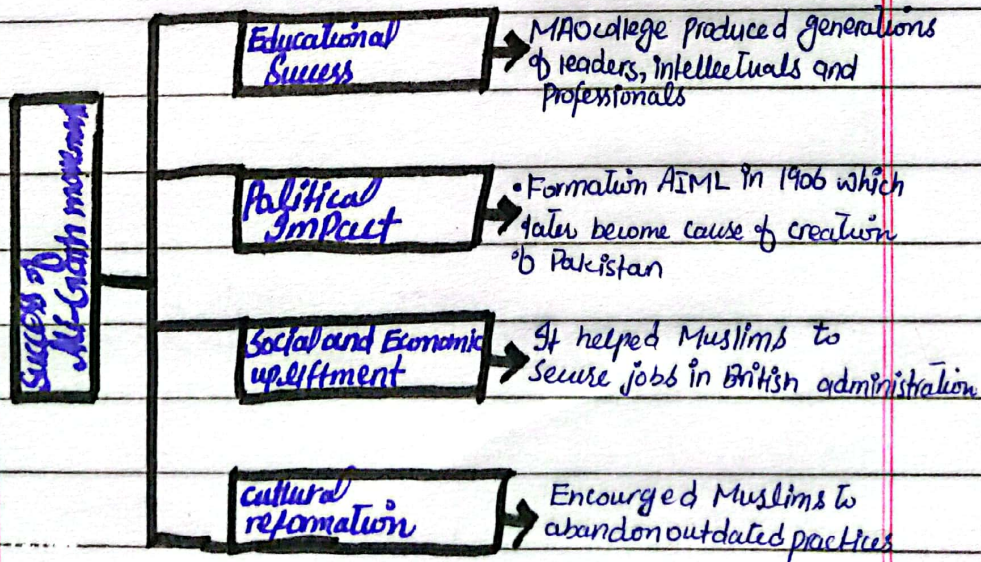 Success of
Ali-Garh movement
Educational
Success
MAO college produced generations
of leaders, intellectuals and
Professionals
Political
Impact
• Formation AIML in 1906 which
later become cause of creation
of Pakistan
Social and Economic
upliftment
It helped Muslims to
secure jobs in British administration
cultural
reformation
Encourged Muslims to
abandon outdated practices